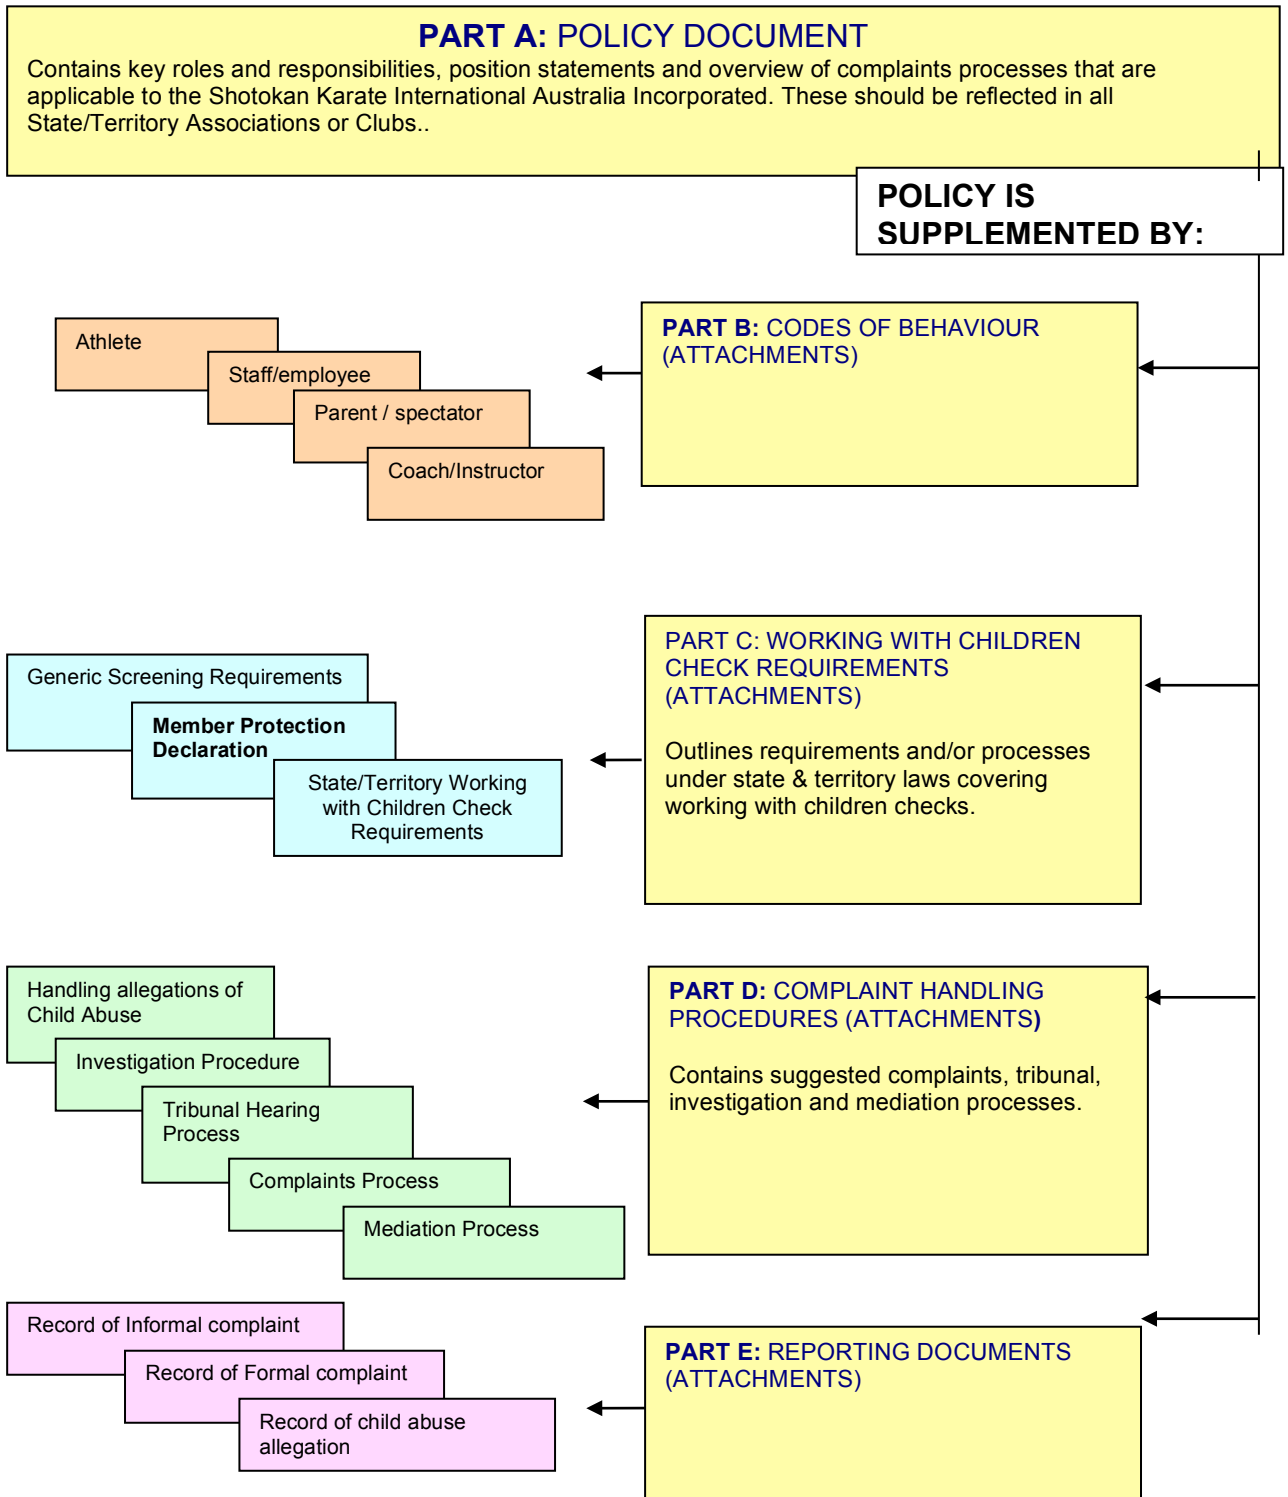 PART A: POLICY DOCUMENT
Contains key roles and responsibilities, position statements and overview of complaints processes that are
applicable to the Shotokan Karate International Australia Incorporated. These should be reflected in all
State/Territory Associations or Clubs..
POLICY IS
SUPPLEMENTED BY:
Athlete
Staff/employee
Parent / spectator
Coach/Instructor
PART B: CODES OF BEHAVIOUR
(ATTACHMENTS)
Generic Screening Requirements
Member Protection
Declaration
State/Territory Working
with Children Check
Requirements
PART C: WORKING WITH CHILDREN
CHECK REQUIREMENTS
(ATTACHMENTS)
Outlines requirements and/or processes
under state & territory laws covering
working with children checks.
Handling allegations of
Child Abuse
Investigation Procedure
Tribunal Hearing
Process
Complaints Process
Mediation Process
PART D: COMPLAINT HANDLING
PROCEDURES (ATTACHMENTS)
Contains suggested complaints, tribunal,
investigation and mediation processes.
Record of Informal complaint
Record of Formal complaint
Record of child abuse
allegation
PART E: REPORTING DOCUMENTS
(ATTACHMENTS)